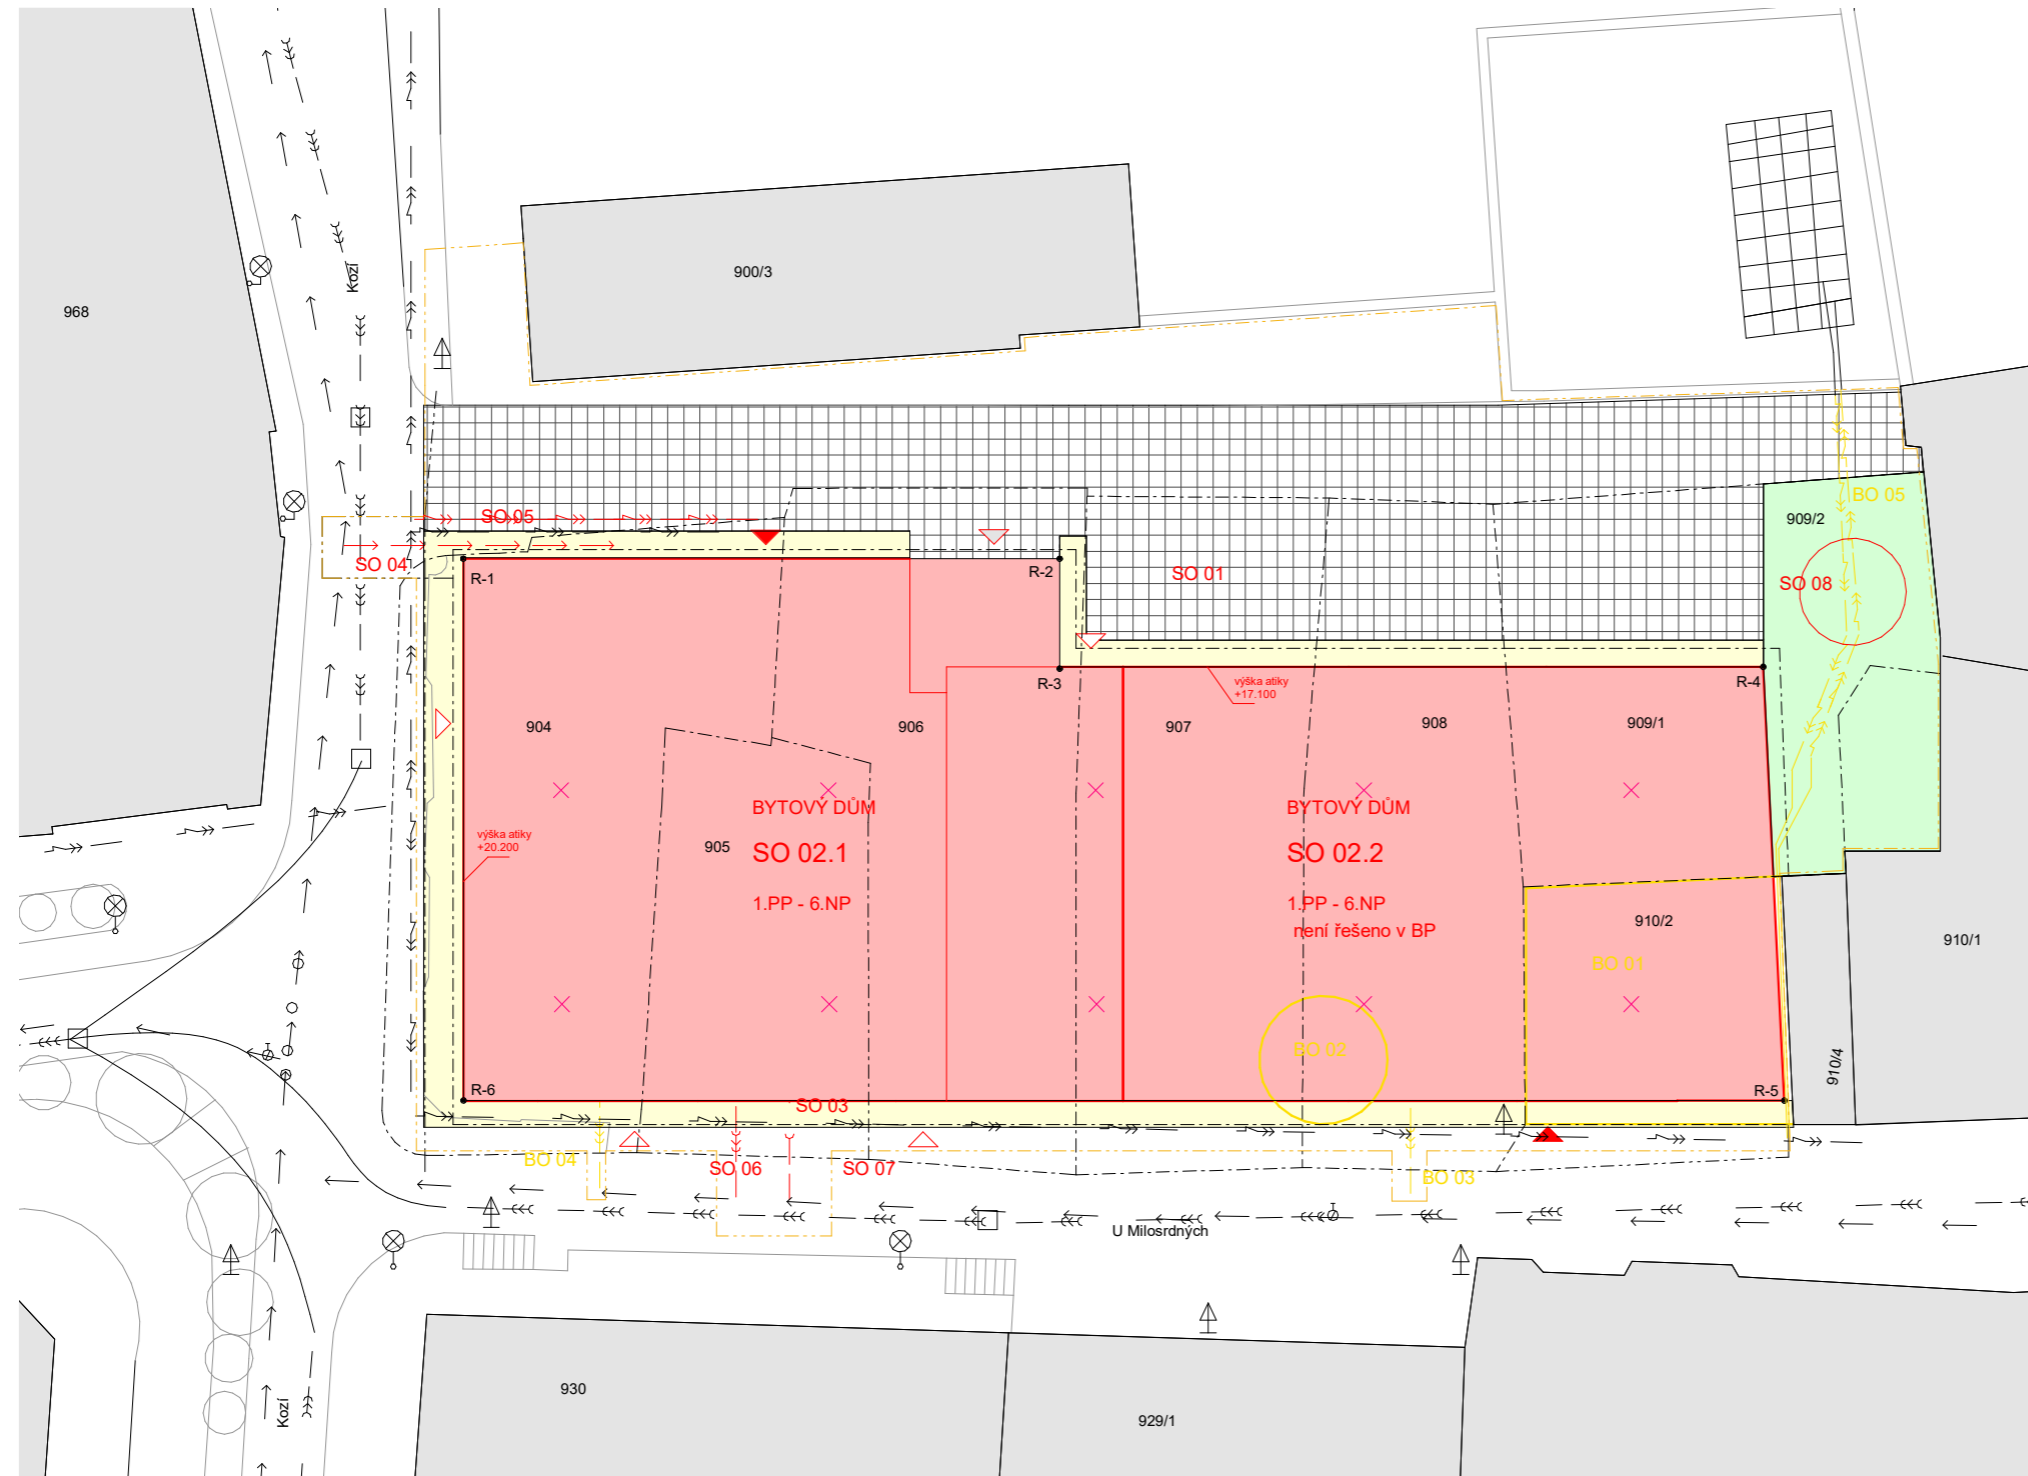 Kozí
900/3
968
BO 05
SO 05
909/2
SO 04
R-1
R-2
SO 01
SO 08
R-3
výška atiky
+17.100
R-4
904
906
907
908
909/1
BYTOVÝ DŮM
BYTOVÝ DŮM
výška atiky
+20.200
905
SO 02.1
SO 02.2
1.PP - 6.NP
1.PP - 6.NP
není řešeno v BP
910/2
910/1
BO 01
BO 02
910/4
R-6
R-5
SO 03
BO 04
SO 06
SO 07
BO 03
U Milosrdných
930
Kozí
929/1